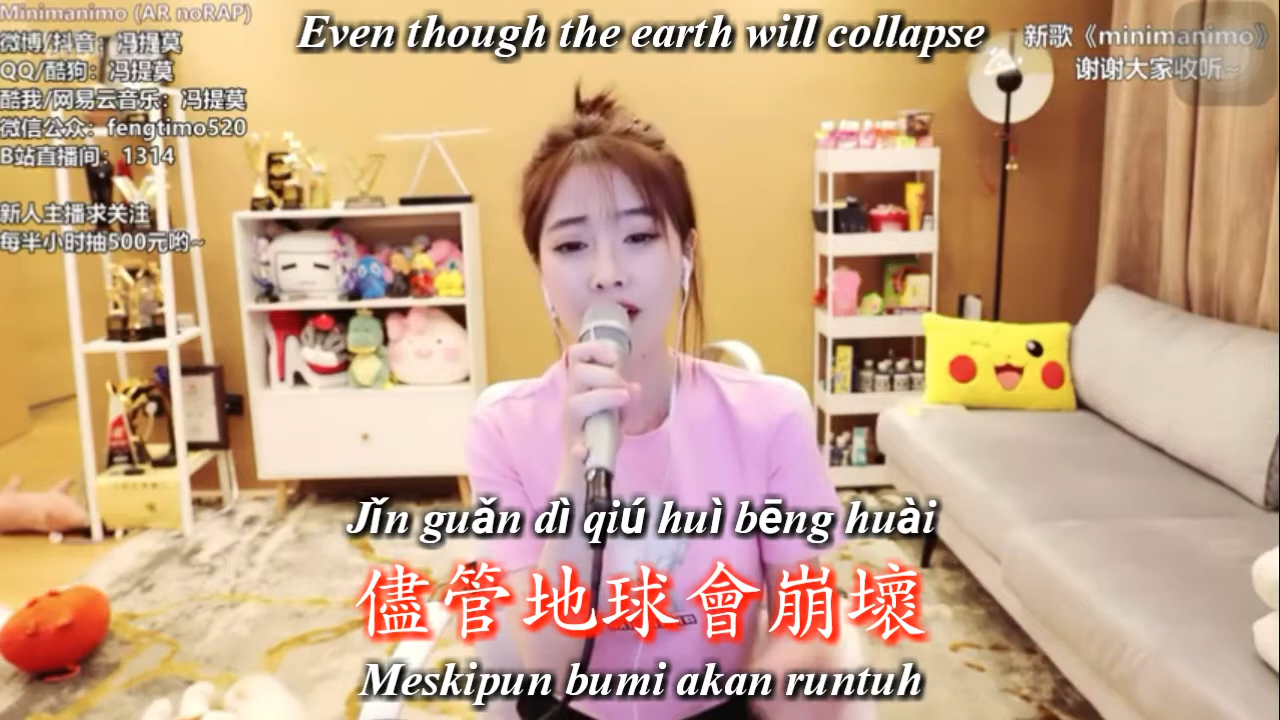 Minimanimo (AR noRAP)
微博/抖音：冯提莫
QQ/酷狗：冯提莫
酷我/网易云音乐：冯提莫
微信公众：fengtimo520
B站直播间：1314
新人主播求关注
每半小时抽500元哟~
Even though the earth will collapse
新歌《minimanimo》
谢谢大家收听~
Jǐn guǎn dì qiú huì bēng huài
儘管地球會崩壞
Meskipun bumi akan runtuh